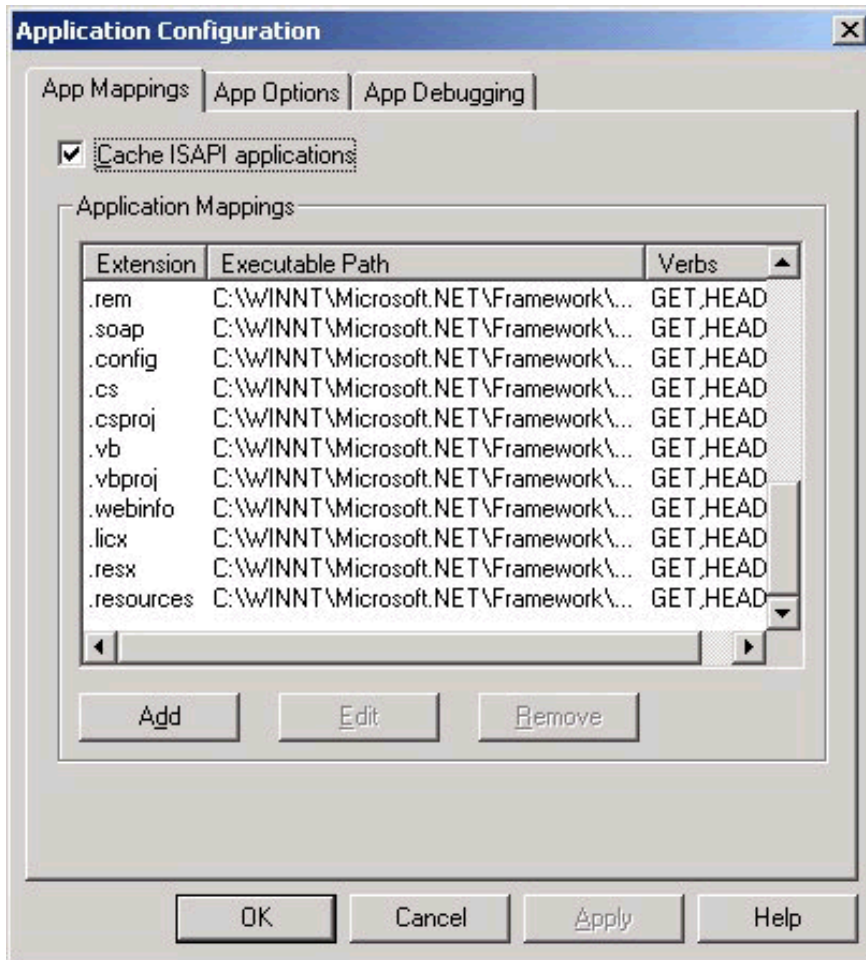 Application Configuration
App Mappings App Options App Debugging
Cache ISAPI applications
Application Mappings
Extension Executable Path Verbs
.rem C:\WINNT\Microsoft.NET\Framework\... GET,HEAD
.soap C:\WINNT\Microsoft.NET\Framework\... GET,HEAD
.config C:\WINNT\Microsoft.NET\Framework\... GET,HEAD
.cs C:\WINNT\Microsoft.NET\Framework\... GET,HEAD
.csproj C:\WINNT\Microsoft.NET\Framework\... GET,HEAD
.vb C:\WINNT\Microsoft.NET\Framework\... GET,HEAD
.vbproj C:\WINNT\Microsoft.NET\Framework\... GET,HEAD
.webinfo C:\WINNT\Microsoft.NET\Framework\... GET,HEAD
.licx C:\WINNT\Microsoft.NET\Framework\... GET,HEAD
.resx C:\WINNT\Microsoft.NET\Framework\... GET,HEAD
.resources C:\WINNT\Microsoft.NET\Framework\... GET,HEAD
Add Edit Remove
OK Cancel Apply Help